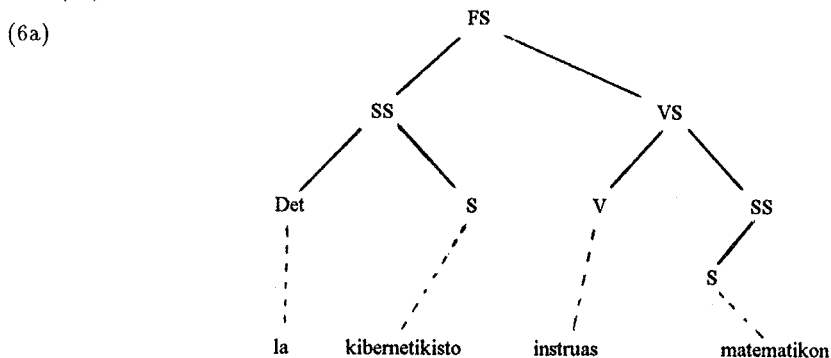 (6a)
FS
SS VS
Det S V SS
S
la kibernetikisto instruas matematikon